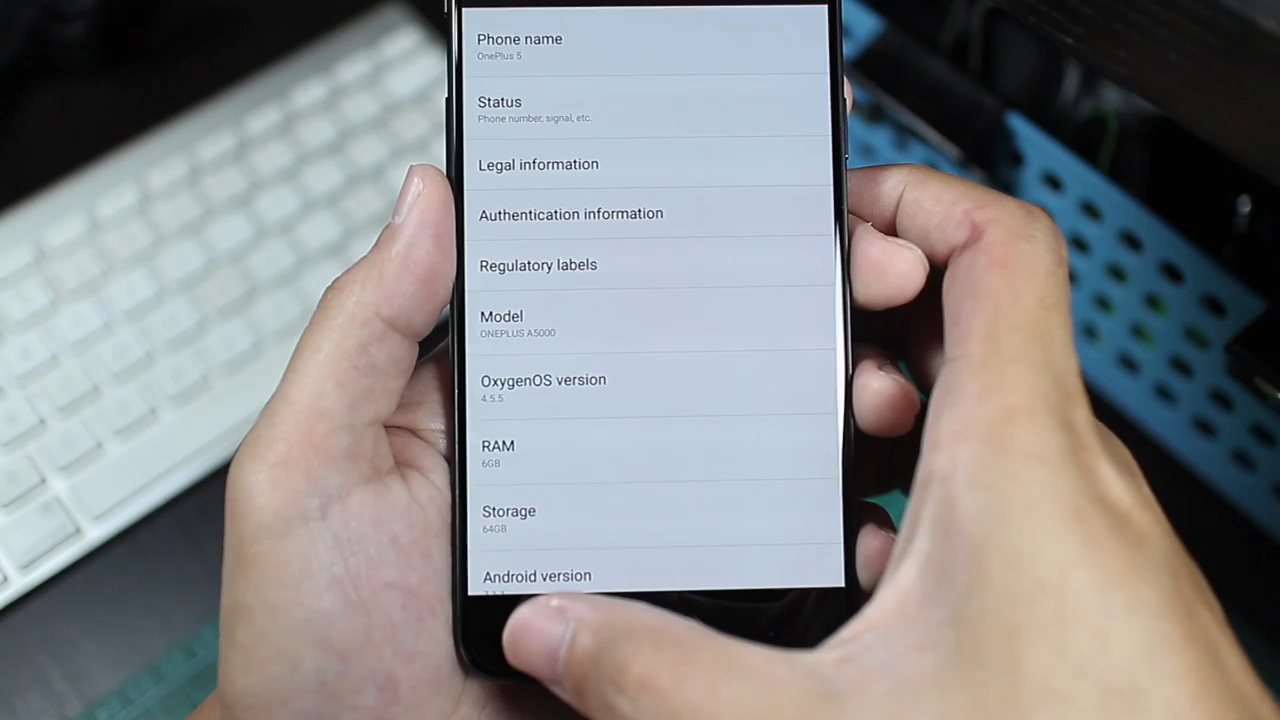 Phone name
OnePlus 5
Status
Phone number, signal, etc.
Legal information
Authentication information
Regulatory labels
Model
ONEPLUS A5000
OxygenOS version
4.5.5
RAM
6GB
Storage
64GB
Android version